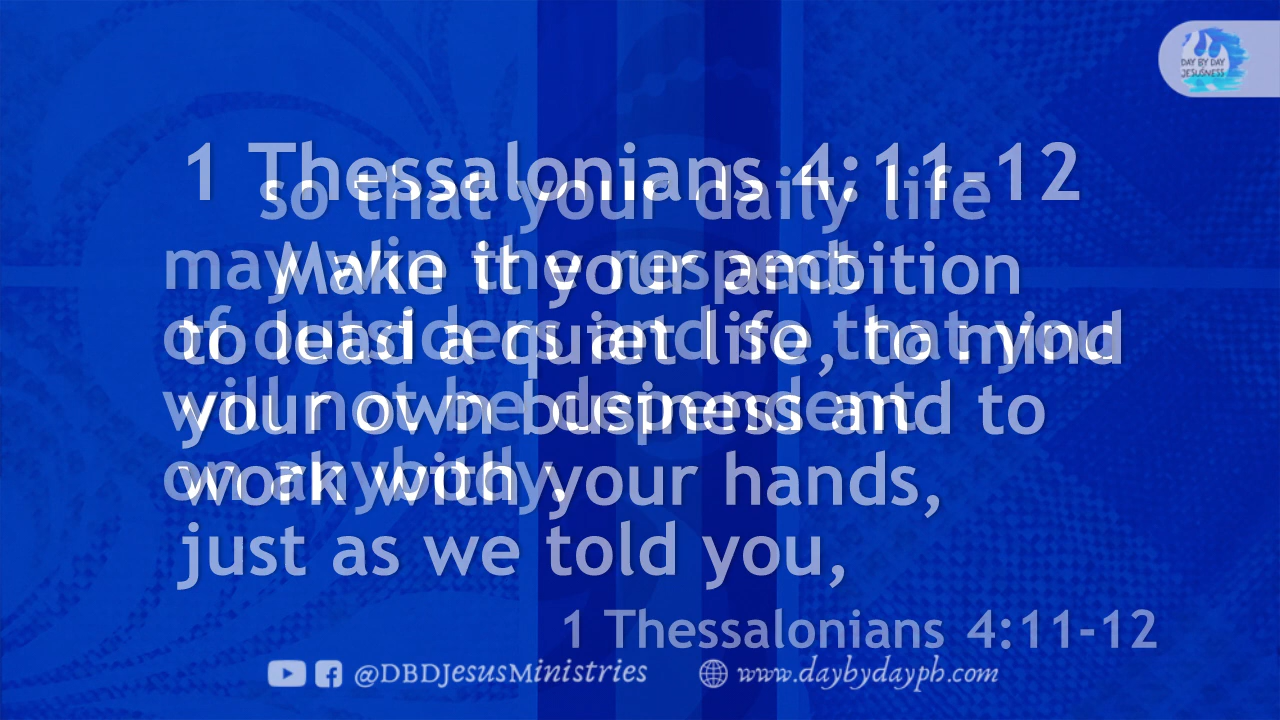 DAY BY DAY
JESUSNESS
1 Thessalonians 4:11-12
Make it your ambition
to lead a quiet life, to mind
your own business and to
work with your hands,
just as we told you,
so that your daily life
may win the respect
of outsiders and so that you
will not be dependent
on anybody.
1 Thessalonians 4:11-12
@DBDJesusMinistries
www.daybydayph.com